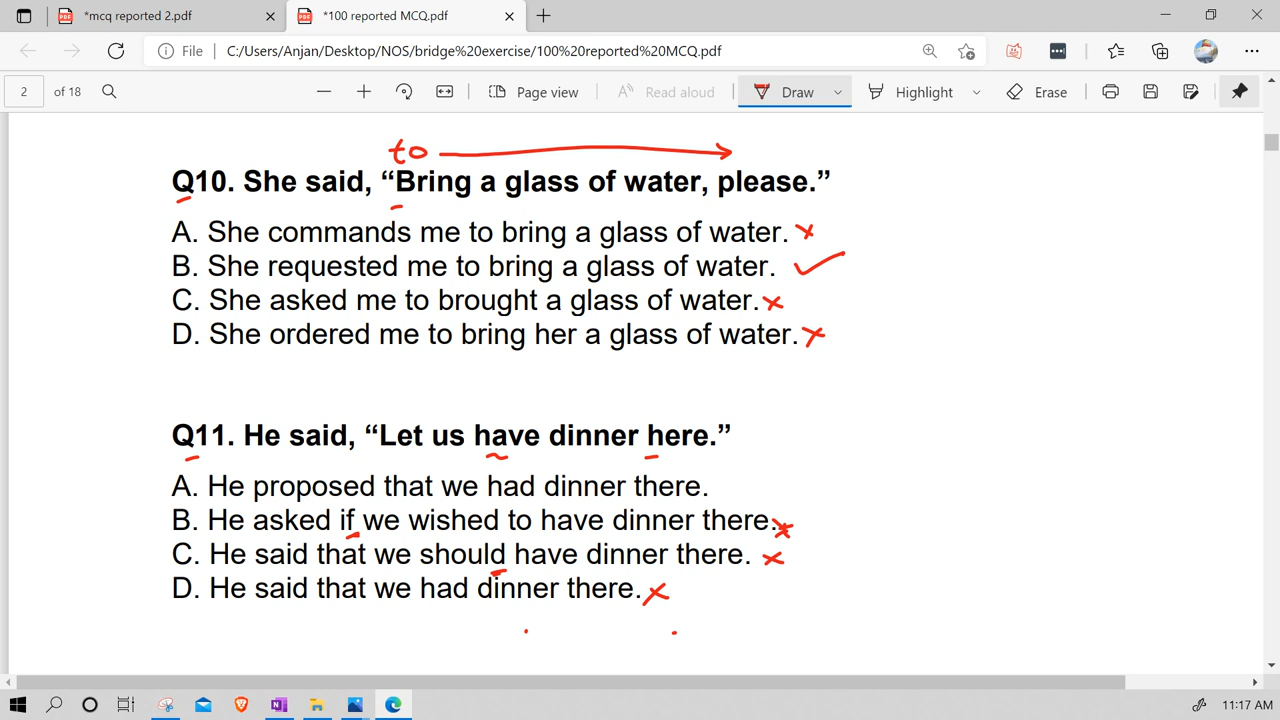 *mcq reported 2.pdf
*100 reported MCQ.pdf
File
C:/Users/Anjan/Desktop/NOS/bridge%20exercise/100%20reported%20MCQ.pdf
2 of 18
Page view
Read aloud
Draw
Highlight
Erase
to
Q10. She said, “Bring a glass of water, please.”
A. She commands me to bring a glass of water.
B. She requested me to bring a glass of water.
C. She asked me to brought a glass of water.
D. She ordered me to bring her a glass of water.
Q11. He said, “Let us have dinner here.”
A. He proposed that we had dinner there.
B. He asked if we wished to have dinner there.
C. He said that we should have dinner there.
D. He said that we had dinner there.
11:17 AM